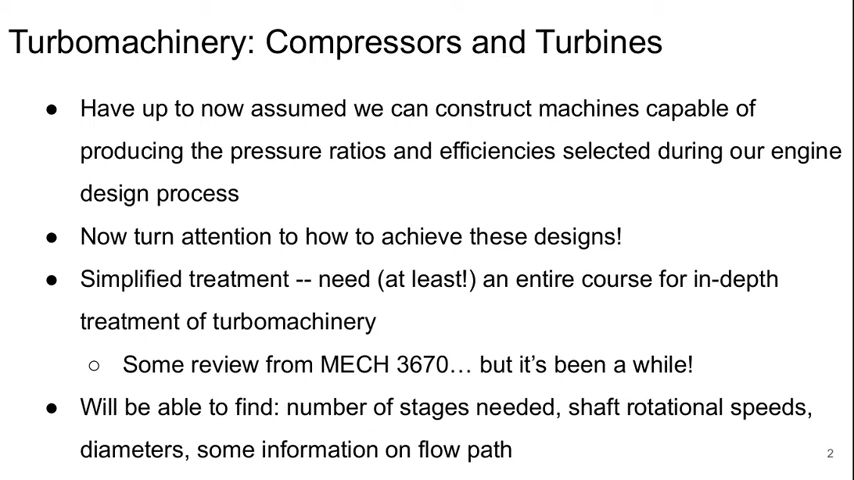 Turbomachinery: Compressors and Turbines
● Have up to now assumed we can construct machines capable of
producing the pressure ratios and efficiencies selected during our engine
design process
● Now turn attention to how to achieve these designs!
● Simplified treatment -- need (at least!) an entire course for in-depth
treatment of turbomachinery
○ Some review from MECH 3670… but it’s been a while!
● Will be able to find: number of stages needed, shaft rotational speeds,
diameters, some information on flow path
2